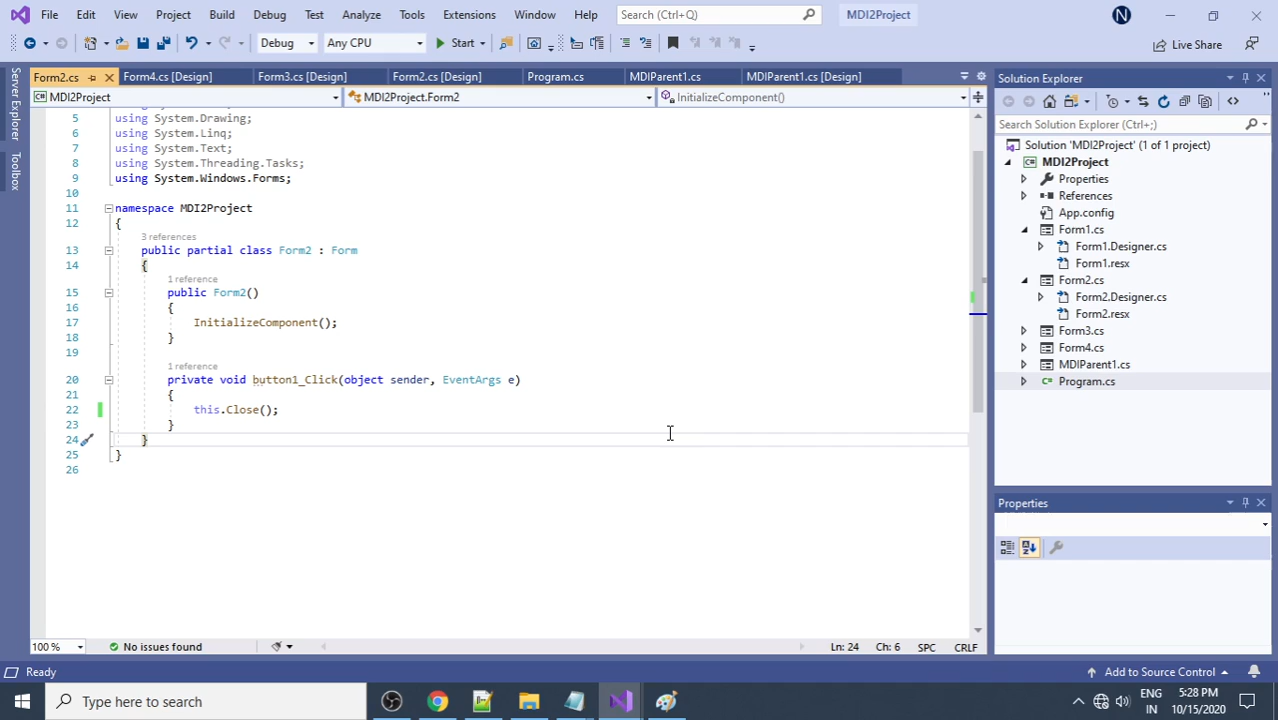 File Edit View Project Build Debug Test Analyze Tools Extensions Window Help Search (Ctrl+Q) MDI2Project N
Debug Any CPU Start Live Share
Form2.cs Form4.cs [Design] Form3.cs [Design] Form2.cs [Design] Program.cs MDIParent1.cs MDIParent1.cs [Design]
MDI2Project MDI2Project.Form2 InitializeComponent()
Server Explorer
Toolbox
5 using System.Drawing;
6 using System.Linq;
7 using System.Text;
8 using System.Threading.Tasks;
9 using System.Windows.Forms;
10
11 namespace MDI2Project
12 {
3 references
13 public partial class Form2 : Form
14 {
1 reference
15 public Form2()
16 {
17 InitializeComponent();
18 }
19
1 reference
20 private void button1_Click(object sender, EventArgs e)
21 {
22 this.Close();
23 }
24 }
25 }
26
100 % No issues found Ln: 24 Ch: 6 SPC CRLF
Solution Explorer
Search Solution Explorer (Ctrl+;)
Solution 'MDI2Project' (1 of 1 project)
MDI2Project
Properties
References
App.config
Form1.cs
Form1.Designer.cs
Form1.resx
Form2.cs
Form2.Designer.cs
Form2.resx
Form3.cs
Form4.cs
MDIParent1.cs
Program.cs
Properties
Ready Add to Source Control
Type here to search
ENG
IN
5:28 PM
10/15/2020